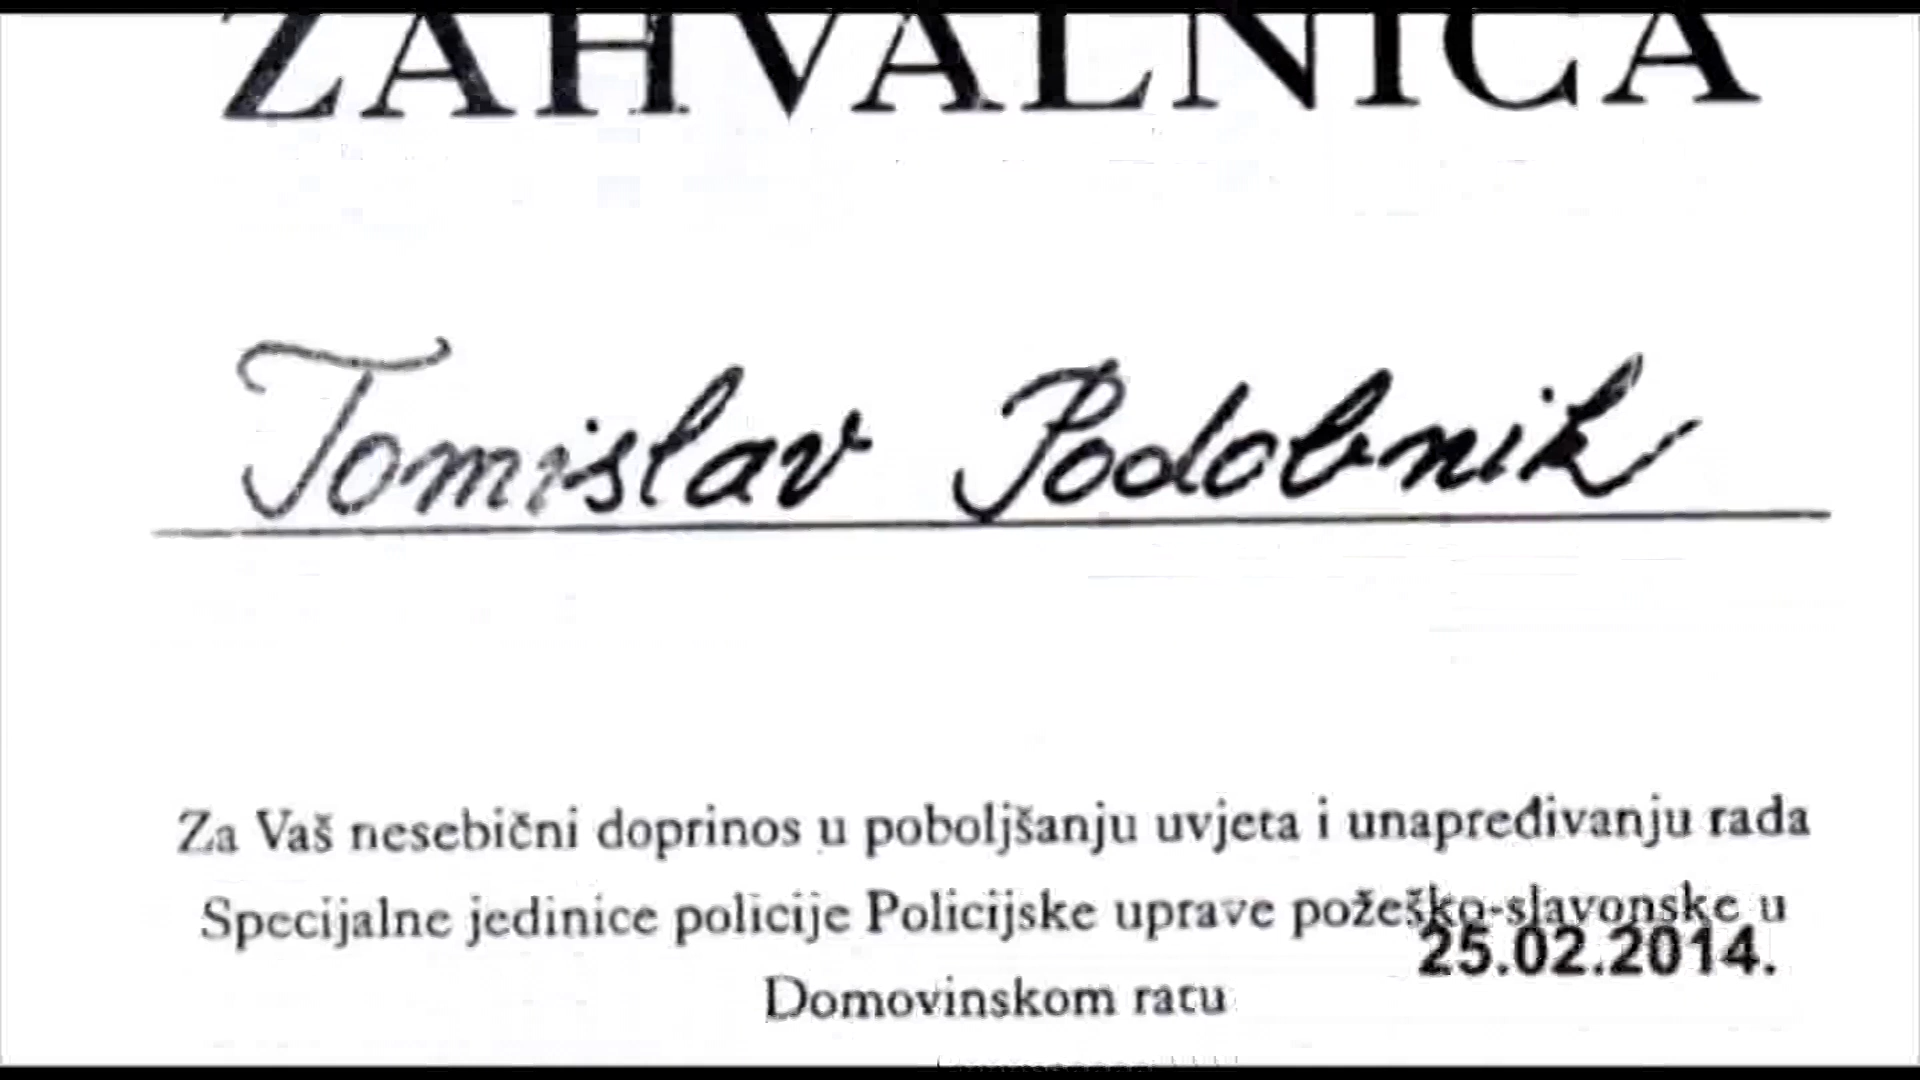 ZAHVALNICA
Tomislav Podobnik
Za Vaš nesebični doprinos u poboljšanju uvjeta i unapređivanju rada
Specijalne jedinice policije Policijske uprave požeško-slavonske u
25.02.2014.
Domovinskom ratu